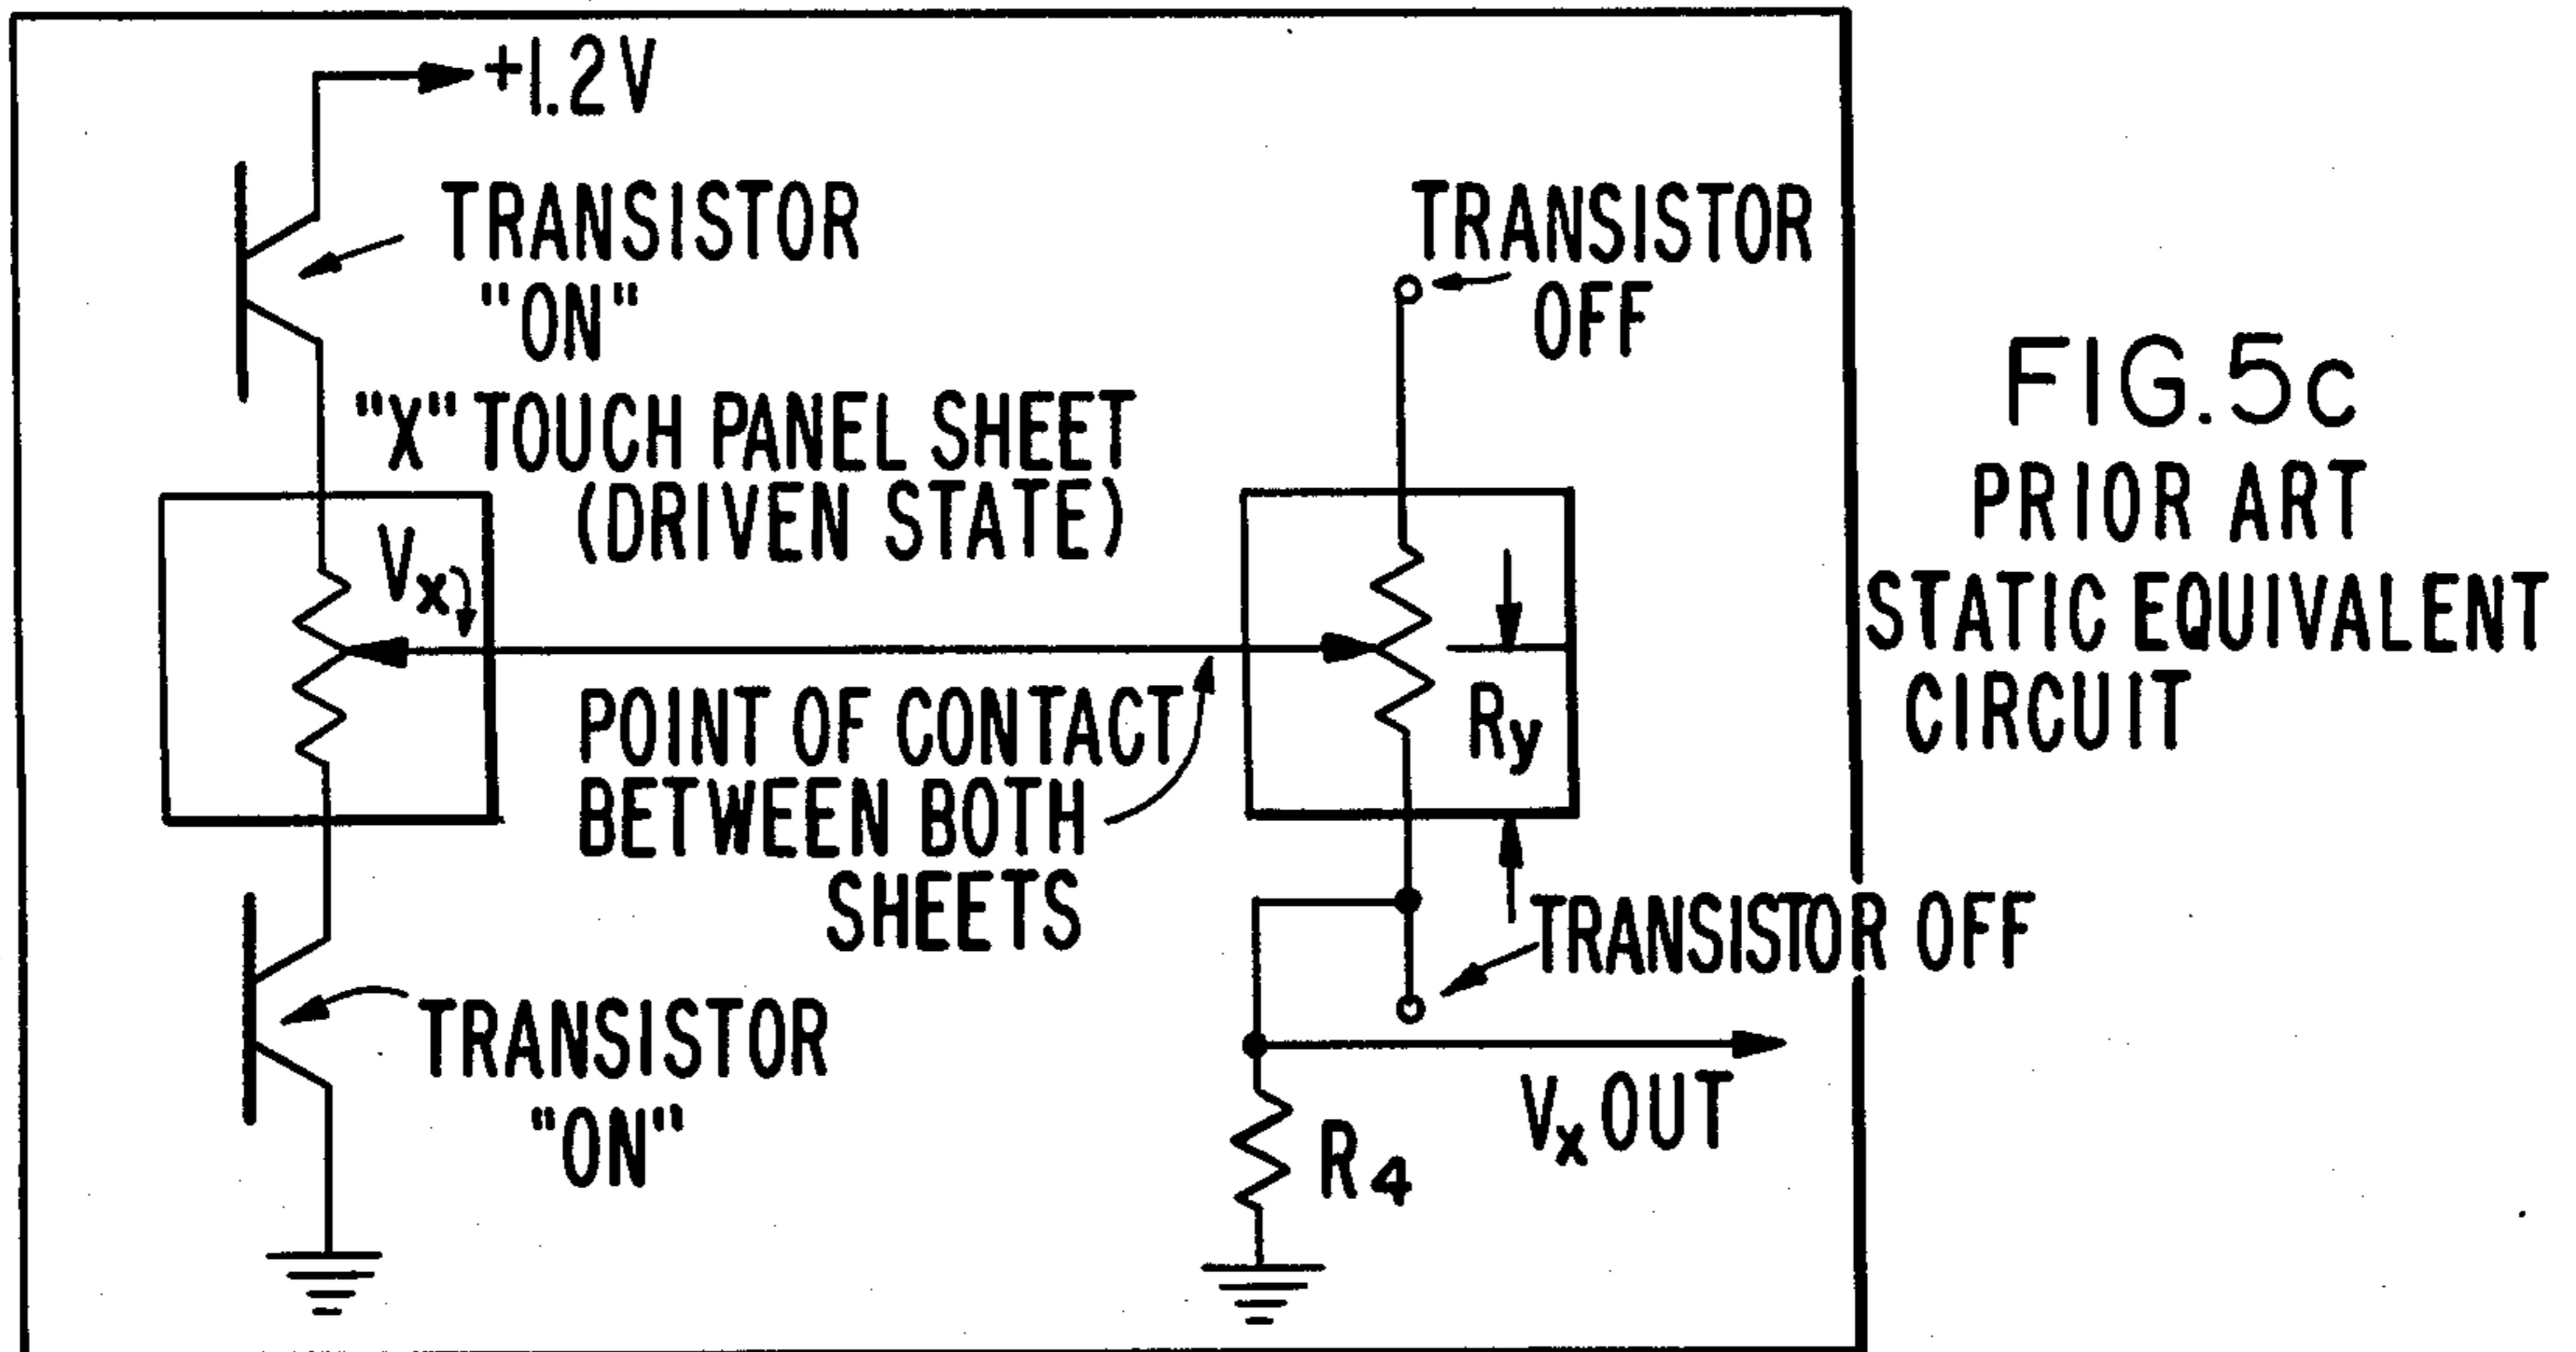 +1.2V
TRANSISTOR
"ON"
"X" TOUCH PANEL SHEET
(DRIVEN STATE)
Vx
POINT OF CONTACT
BETWEEN BOTH
SHEETS
TRANSISTOR
"ON"
TRANSISTOR
OFF
Ry
TRANSISTOR OFF
Vx OUT
R4
FIG.5c
PRIOR ART
STATIC EQUIVALENT
CIRCUIT